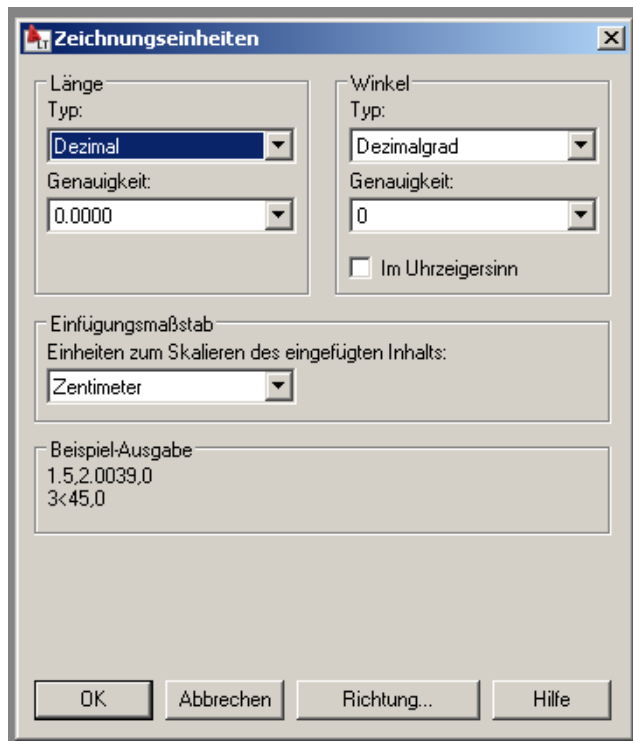 LT Zeichnungseinheiten
Länge
Typ:
Dezimal
Genauigkeit:
0.0000
Winkel
Typ:
Dezimalgrad
Genauigkeit:
0
Im Uhrzeigersinn
Einfügungsmaßstab
Einheiten zum Skalieren des eingefügten Inhalts:
Zentimeter
Beispiel-Ausgabe
1.5,2.0039,0
3<45,0
OK
Abbrechen
Richtung...
Hilfe